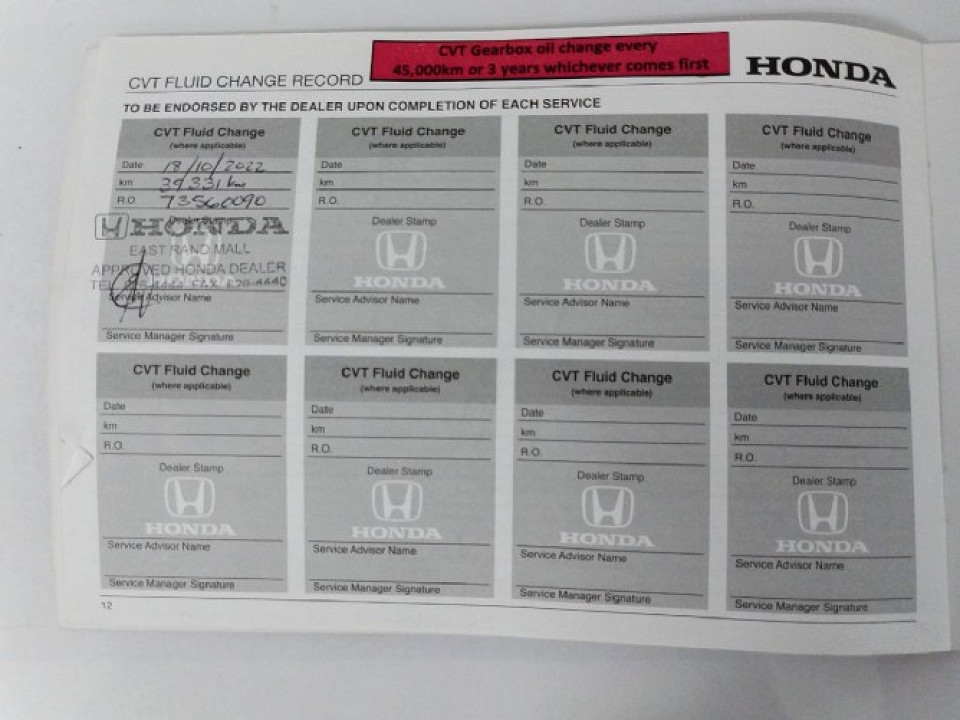 CVT Gearbox oil change every
45,000km or 3 years whichever comes first
HONDA
CVT FLUID CHANGE RECORD
TO BE ENDORSED BY THE DEALER UPON COMPLETION OF EACH SERVICE
CVT Fluid Change
(where applicable)
Date 18/10/2022
km 39331 km
R.O. 73560090
HONDA
EAST RAND MALL
APPROVED HONDA DEALER
Service Advisor Name
Service Manager Signature
CVT Fluid Change
(where applicable)
Date
km
R.O.
Dealer Stamp
HONDA
Service Advisor Name
Service Manager Signature
CVT Fluid Change
(where applicable)
Date
km
R.O.
Dealer Stamp
HONDA
Service Advisor Name
Service Manager Signature
CVT Fluid Change
(where applicable)
Date
km
R.O.
Dealer Stamp
HONDA
Service Advisor Name
Service Manager Signature
CVT Fluid Change
(where applicable)
Date
km
R.O.
Dealer Stamp
HONDA
Service Advisor Name
Service Manager Signature
CVT Fluid Change
(where applicable)
Date
km
R.O.
Dealer Stamp
HONDA
Service Advisor Name
Service Manager Signature
CVT Fluid Change
(where applicable)
Date
km
R.O.
Dealer Stamp
HONDA
Service Advisor Name
Service Manager Signature
CVT Fluid Change
(where applicable)
Date
km
R.O.
Dealer Stamp
HONDA
Service Advisor Name
Service Manager Signature
12